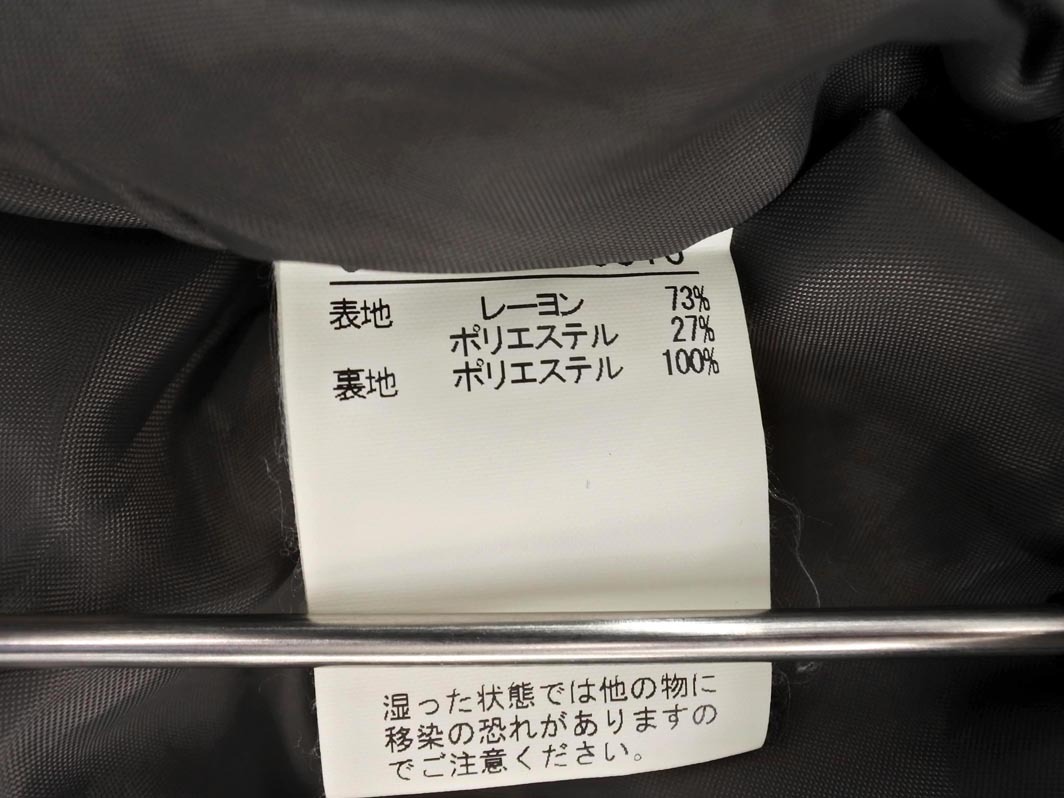 表地 レーヨン 73%
ポリエステル 27%
裏地 ポリエステル 100%
湿った状態では他の物に
移染の恐れがありますの
でご注意ください。